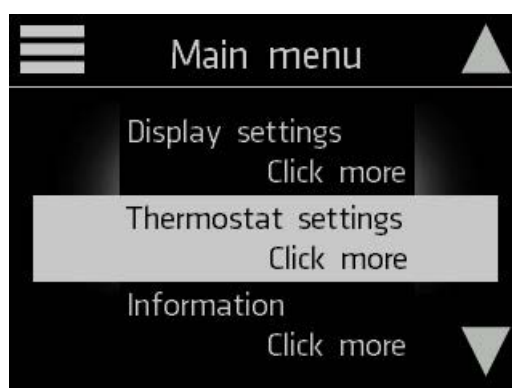 Main menu
Display settings
Click more
Thermostat settings
Click more
Information
Click more